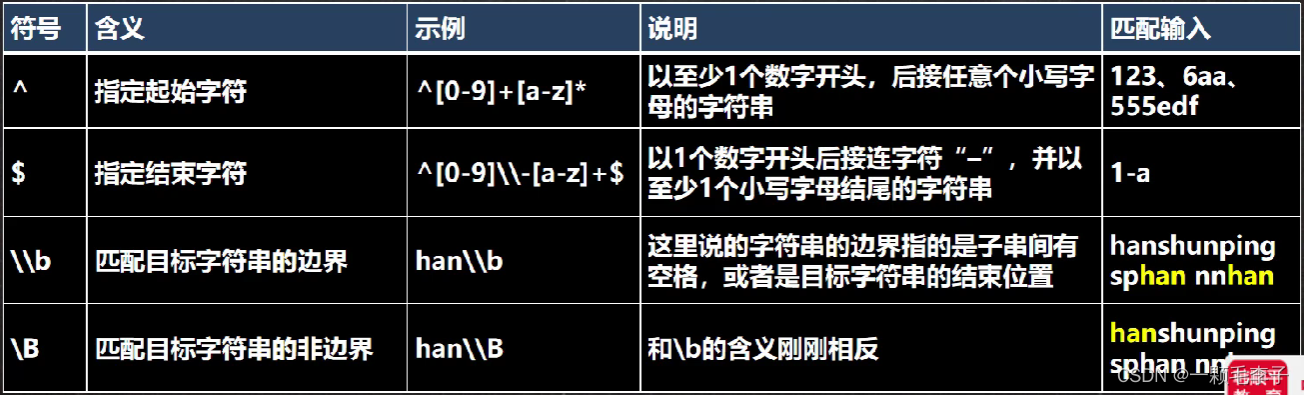 符号 含义 示例 说明 匹配输入
^ 指定起始字符 ^[0-9]+[a-z]* 以至少1个数字开头，后接任意个小写字
母的字符串 123、6aa、
555edf
$ 指定结束字符 ^[0-9]\\-[a-z]+$ 以1个数字开头后接连字符“–”，并以
至少1个小写字母结尾的字符串 1-a
\\b 匹配目标字符串的边界 han\\b 这里说的字符串的边界指的是子串间有
空格，或者是目标字符串的结束位置 hanshunping
sphan nnhan
\B 匹配目标字符串的非边界 han\\B 和\b的含义刚刚相反 hanshunping
sphan
CSDN @一颗毛杏子